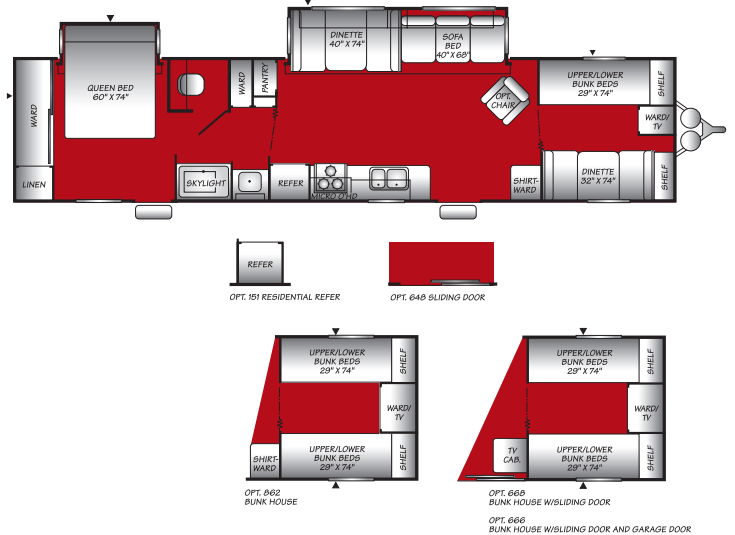 DINETTE
40" X 74"
SOFA
BED
40" X 68"
QUEEN BED
60" X 74"
WARD
PANTRY
UPPER/LOWER
BUNK BEDS
29" X 74"
SHELF
WARD
OPT.
CHAIR
WARD/
TV
LINEN
SKYLIGHT
REFER
MICRO O'HD
SHIRT-
WARD
DINETTE
32" X 74"
SHELF
REFER
OPT. 151 RESIDENTIAL REFER
OPT. 648 SLIDING DOOR
UPPER/LOWER
BUNK BEDS
29" X 74"
SHELF
WARD/
TV
SHIRT-
WARD
UPPER/LOWER
BUNK BEDS
29" X 74"
SHELF
OPT. 862
BUNK HOUSE
UPPER/LOWER
BUNK BEDS
29" X 74"
SHELF
WARD/
TV
TV
CAB.
UPPER/LOWER
BUNK BEDS
29" X 74"
SHELF
OPT. 668
BUNK HOUSE W/SLIDING DOOR
OPT. 666
BUNK HOUSE W/SLIDING DOOR AND GARAGE DOOR